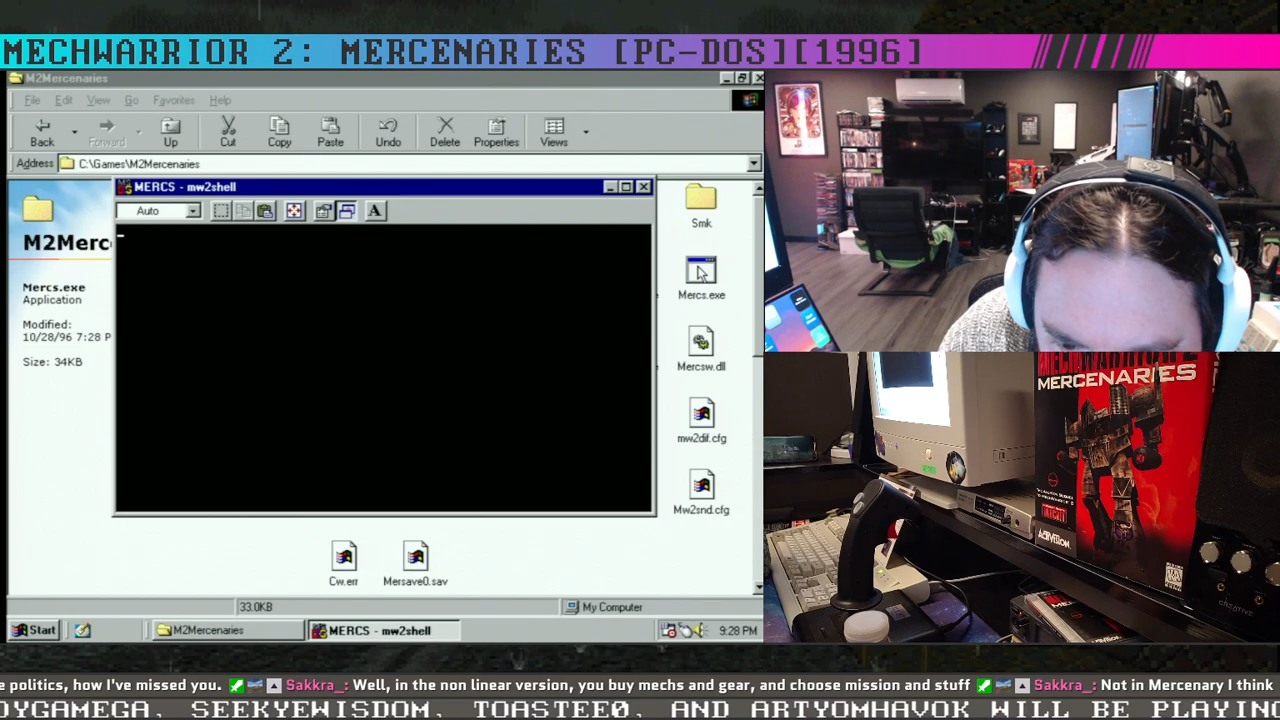 MECHWARRIOR 2: MERCENARIES [PC-DOS][1996]
M2Mercenaries
File Edit View Go Favorites Help
Back Forward Up Cut Copy Paste Undo Delete Properties Views
Address C:\Games\M2Mercenaries
MERCS - mw2shell
Auto
A
M2Merc
Mercs.exe
Application
Modified:
10/28/96 7:28 P
Size: 34KB
Smk
Mercs.exe
Mercsw.dll
mw2dif.cfg
Mw2snd.cfg
Cw.err
Mersave0.sav
33.0KB
My Computer
Start
M2Mercenaries
MERCS - mw2shell
9:28 PM
MERCENARIES
ACTIVISION
CREATIVE
e politics, how I've missed you. Sakkra_: Well, in the non linear version, you buy mechs and gear, and choose mission and stuff Sakkra_: Not in Mercenary I think
DYGAMEGA, SEEKYEWISDOM, TOASTEE0, AND ARTYOMHAVOK WILL BE PLAYING